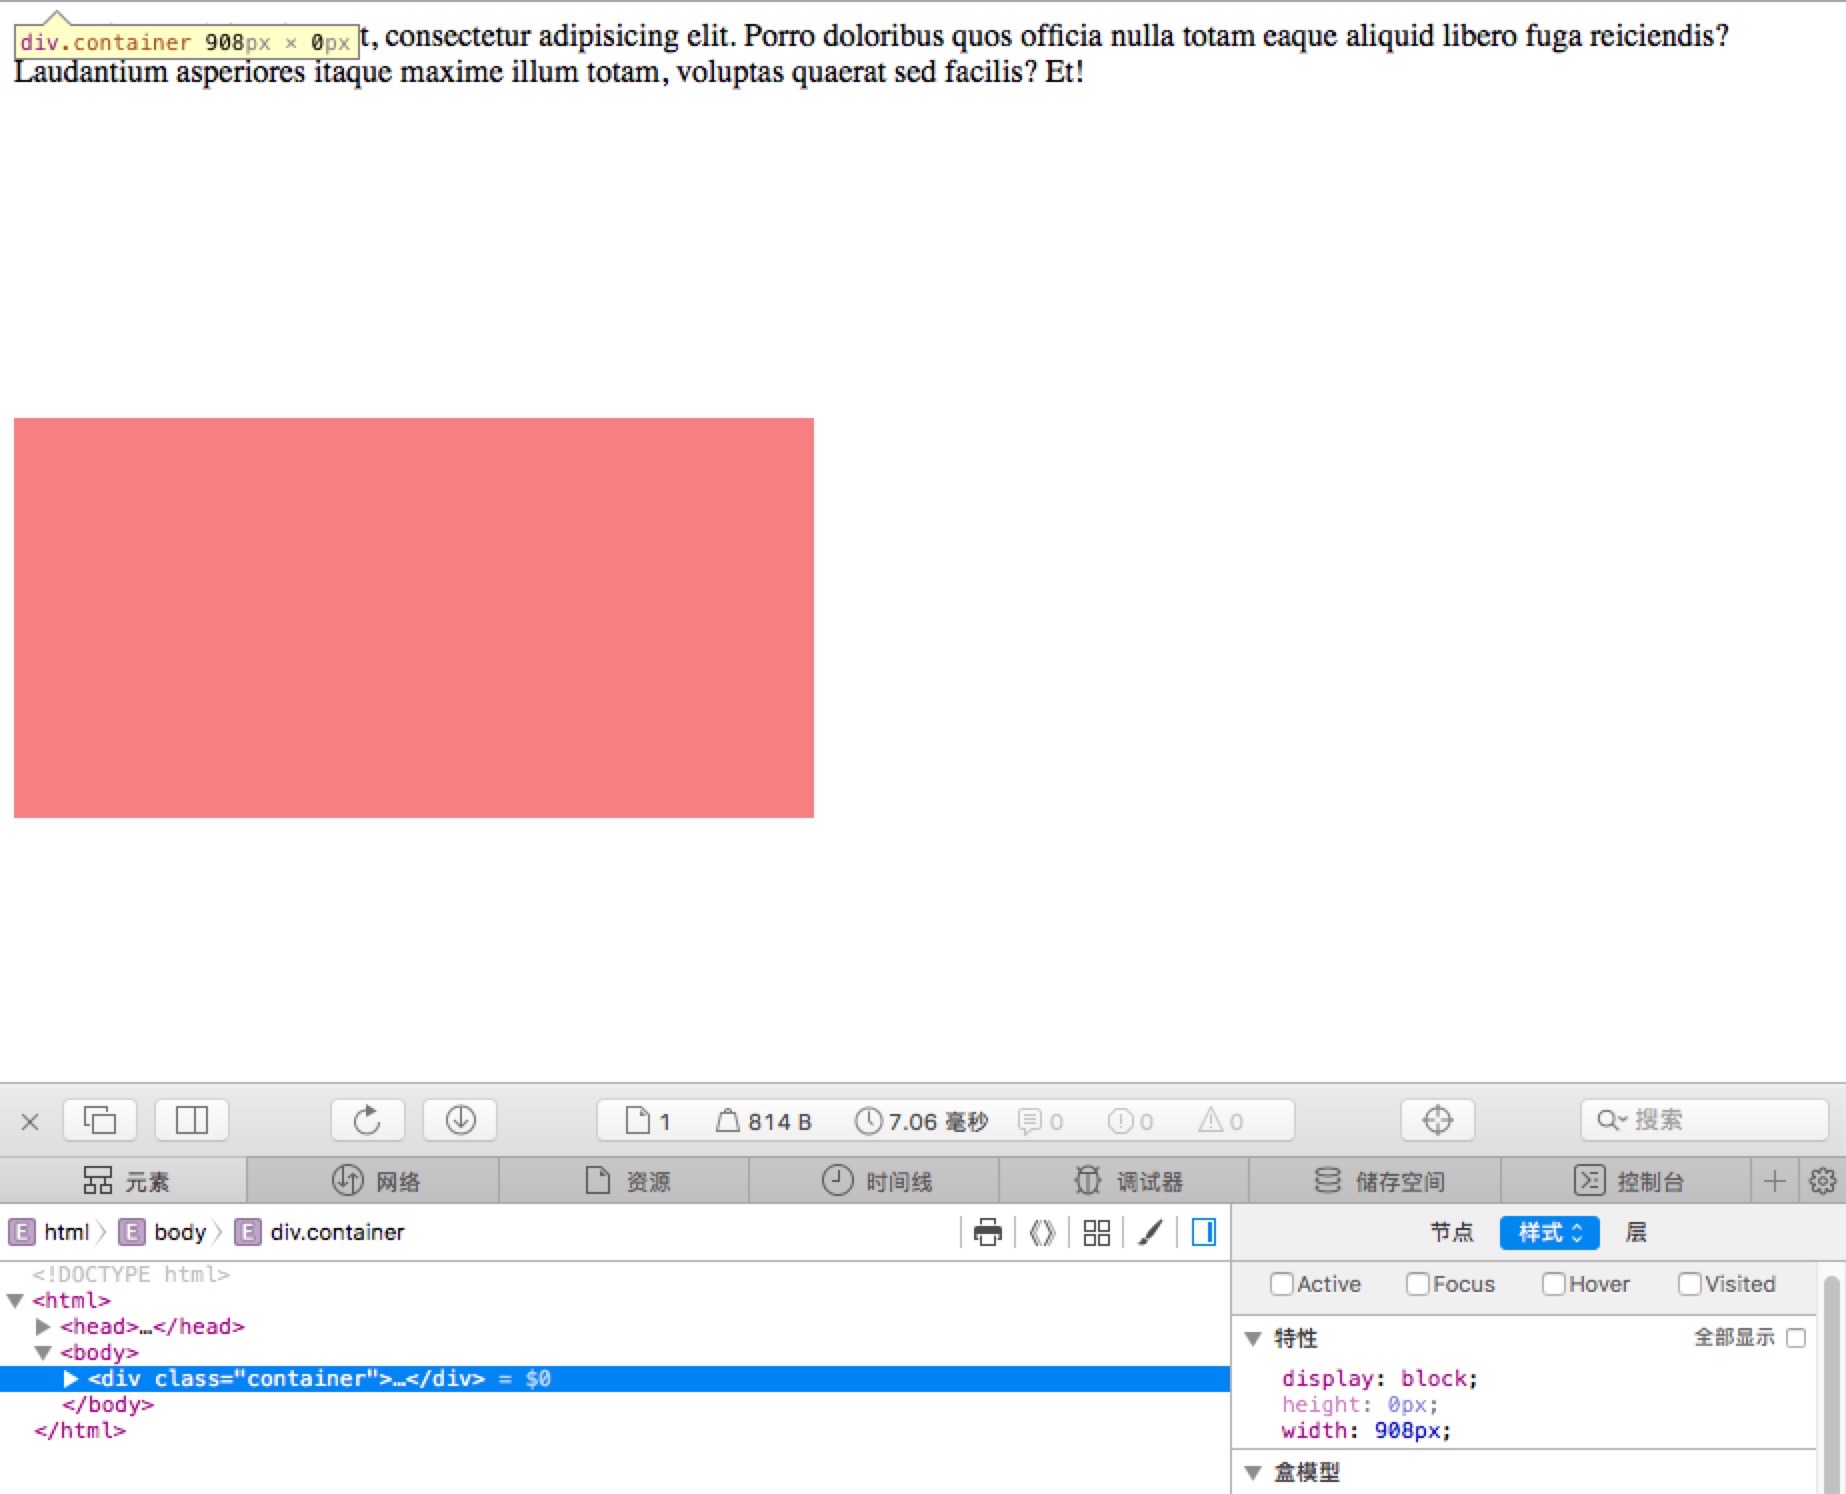 div.container 908px × 0px t, consectetur adipisicing elit. Porro doloribus quos officia nulla totam eaque aliquid libero fuga reiciendis?
Laudantium asperiores itaque maxime illum totam, voluptas quaerat sed facilis? Et!
1 814 B 7.06 毫秒 0 0 0 搜索
元素 网络 资源 时间线 调试器 储存空间 控制台
E html E body E div.container 节点 样式 层
<!DOCTYPE html>
<html>
<head>…</head>
<body>
<div class="container">…</div> = $0
</body>
</html>
Active Focus Hover Visited
特性 全部显示
display: block;
height: 0px;
width: 908px;
盒模型